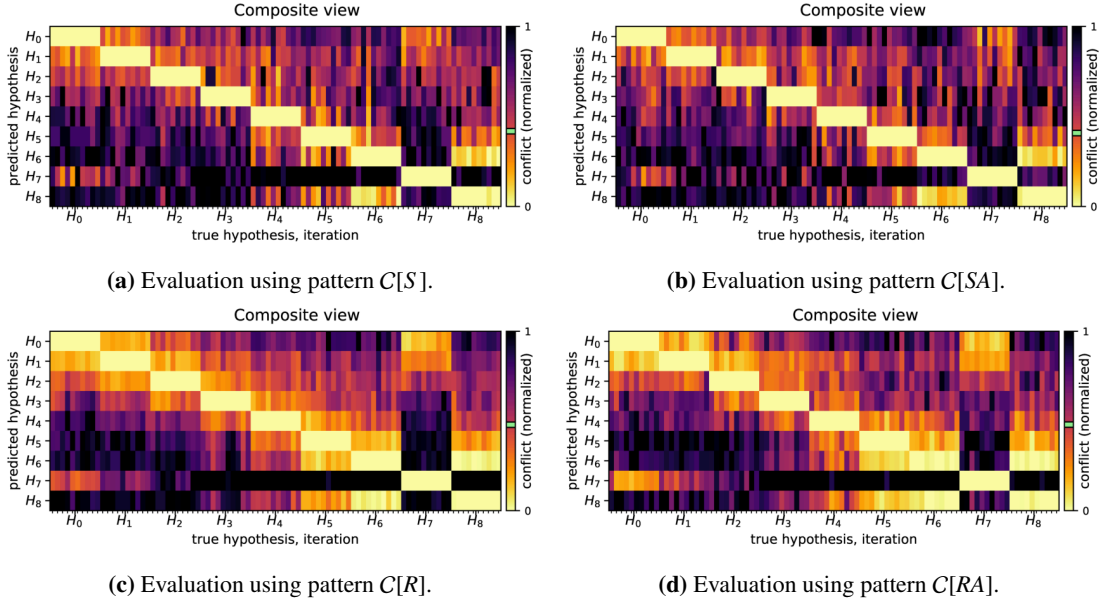 Composite view
predicted hypothesis
H₀
H₁
H₂
H₃
H₄
H₅
H₆
H₇
H₈
H₀ H₁ H₂ H₃ H₄ H₅ H₆ H₇ H₈
true hypothesis, iteration
1
0
conflict (normalized)
(a) Evaluation using pattern C[S].
Composite view
predicted hypothesis
H₀
H₁
H₂
H₃
H₄
H₅
H₆
H₇
H₈
H₀ H₁ H₂ H₃ H₄ H₅ H₆ H₇ H₈
true hypothesis, iteration
1
0
conflict (normalized)
(b) Evaluation using pattern C[SA].
Composite view
predicted hypothesis
H₀
H₁
H₂
H₃
H₄
H₅
H₆
H₇
H₈
H₀ H₁ H₂ H₃ H₄ H₅ H₆ H₇ H₈
true hypothesis, iteration
1
0
conflict (normalized)
(c) Evaluation using pattern C[R].
Composite view
predicted hypothesis
H₀
H₁
H₂
H₃
H₄
H₅
H₆
H₇
H₈
H₀ H₁ H₂ H₃ H₄ H₅ H₆ H₇ H₈
true hypothesis, iteration
1
0
conflict (normalized)
(d) Evaluation using pattern C[RA].